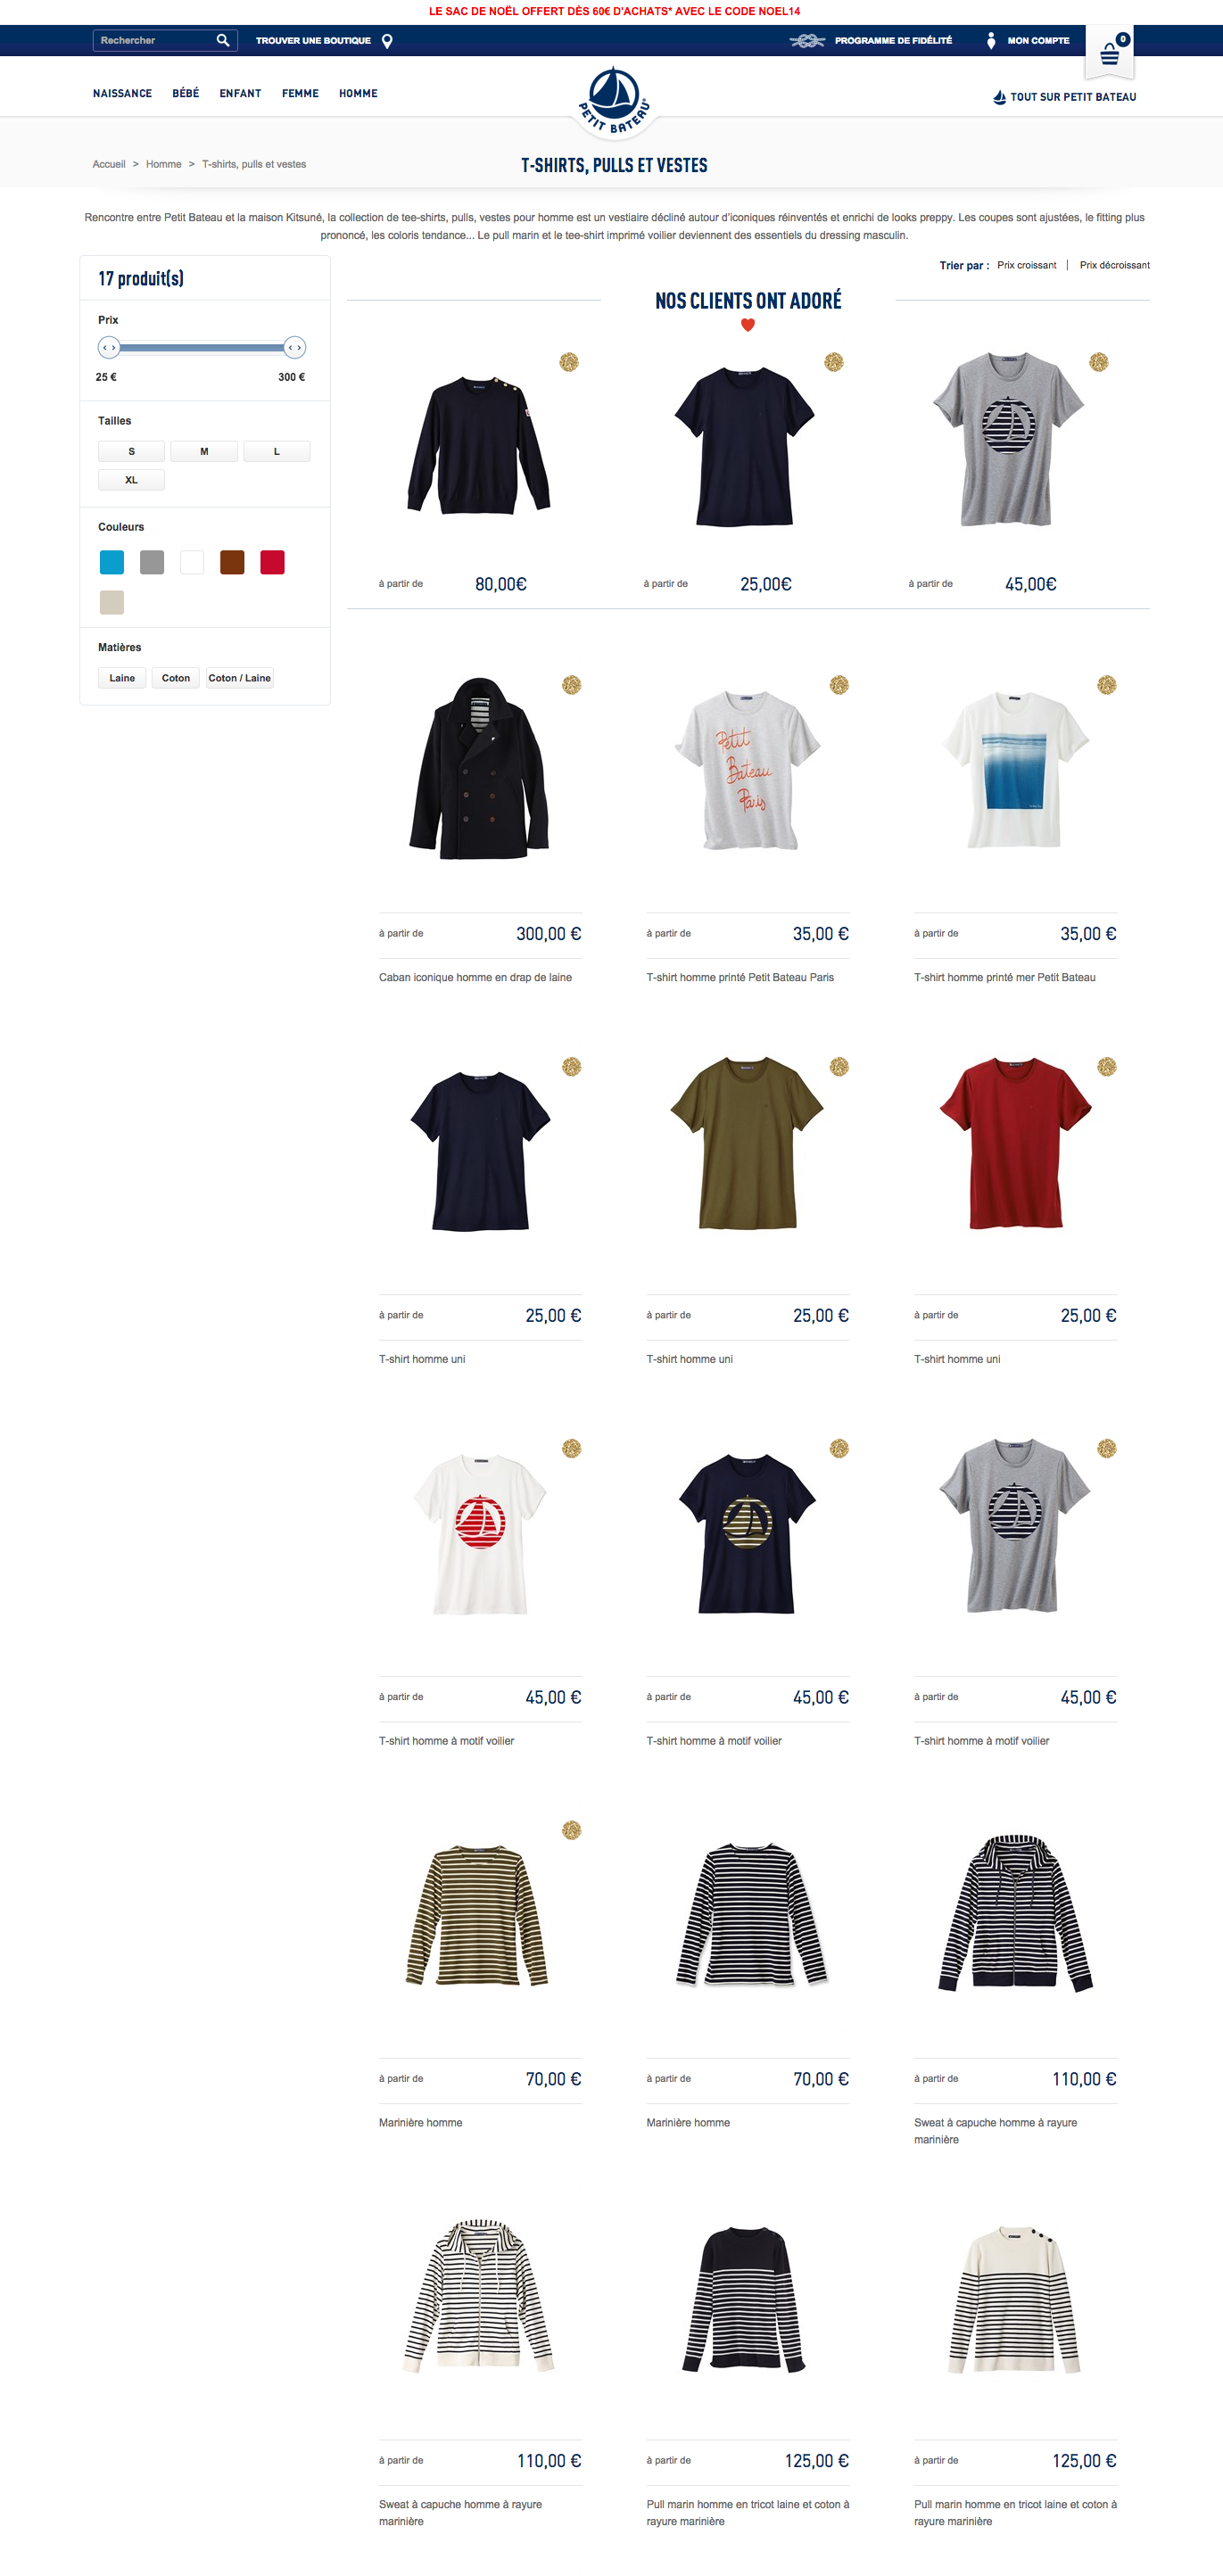 LE SAC DE NOËL OFFERT DÈS 60€ D'ACHATS* AVEC LE CODE NOEL14
Rechercher
TROUVER UNE BOUTIQUE
PROGRAMME DE FIDÉLITÉ
MON COMPTE
0
NAISSANCE BÉBÉ ENFANT FEMME HOMME
PETIT BATEAU
TOUT SUR PETIT BATEAU
Accueil > Homme > T-shirts, pulls et vestes
T-SHIRTS, PULLS ET VESTES
Rencontre entre Petit Bateau et la maison Kitsuné, la collection de tee-shirts, pulls, vestes pour homme est un vestiaire décliné autour d'iconiques réinventés et enrichi de looks preppy. Les coupes sont ajustées, le fitting plus
prononcé, les coloris tendance... Le pull marin et le tee-shirt imprimé voilier deviennent des essentiels du dressing masculin.
17 produit(s)
Prix
25 € 300 €
Tailles
S M L
XL
Couleurs
Matières
Laine Coton Coton / Laine
Trier par : Prix croissant | Prix décroissant
NOS CLIENTS ONT ADORÉ
à partir de 80,00€ à partir de 25,00€ à partir de 45,00€
Petit
Bateau
Paris
à partir de 300,00 € à partir de 35,00 € à partir de 35,00 €
Caban iconique homme en drap de laine T-shirt homme printé Petit Bateau Paris T-shirt homme printé mer Petit Bateau
à partir de 25,00 € à partir de 25,00 € à partir de 25,00 €
T-shirt homme uni T-shirt homme uni T-shirt homme uni
à partir de 45,00 € à partir de 45,00 € à partir de 45,00 €
T-shirt homme à motif voilier T-shirt homme à motif voilier T-shirt homme à motif voilier
à partir de 70,00 € à partir de 70,00 € à partir de 110,00 €
Marinière homme Marinière homme Sweat à capuche homme à rayure
marinière
à partir de 110,00 € à partir de 125,00 € à partir de 125,00 €
Sweat à capuche homme à rayure Pull marin homme en tricot laine et coton à Pull marin homme en tricot laine et coton à
marinière rayure marinière rayure marinière